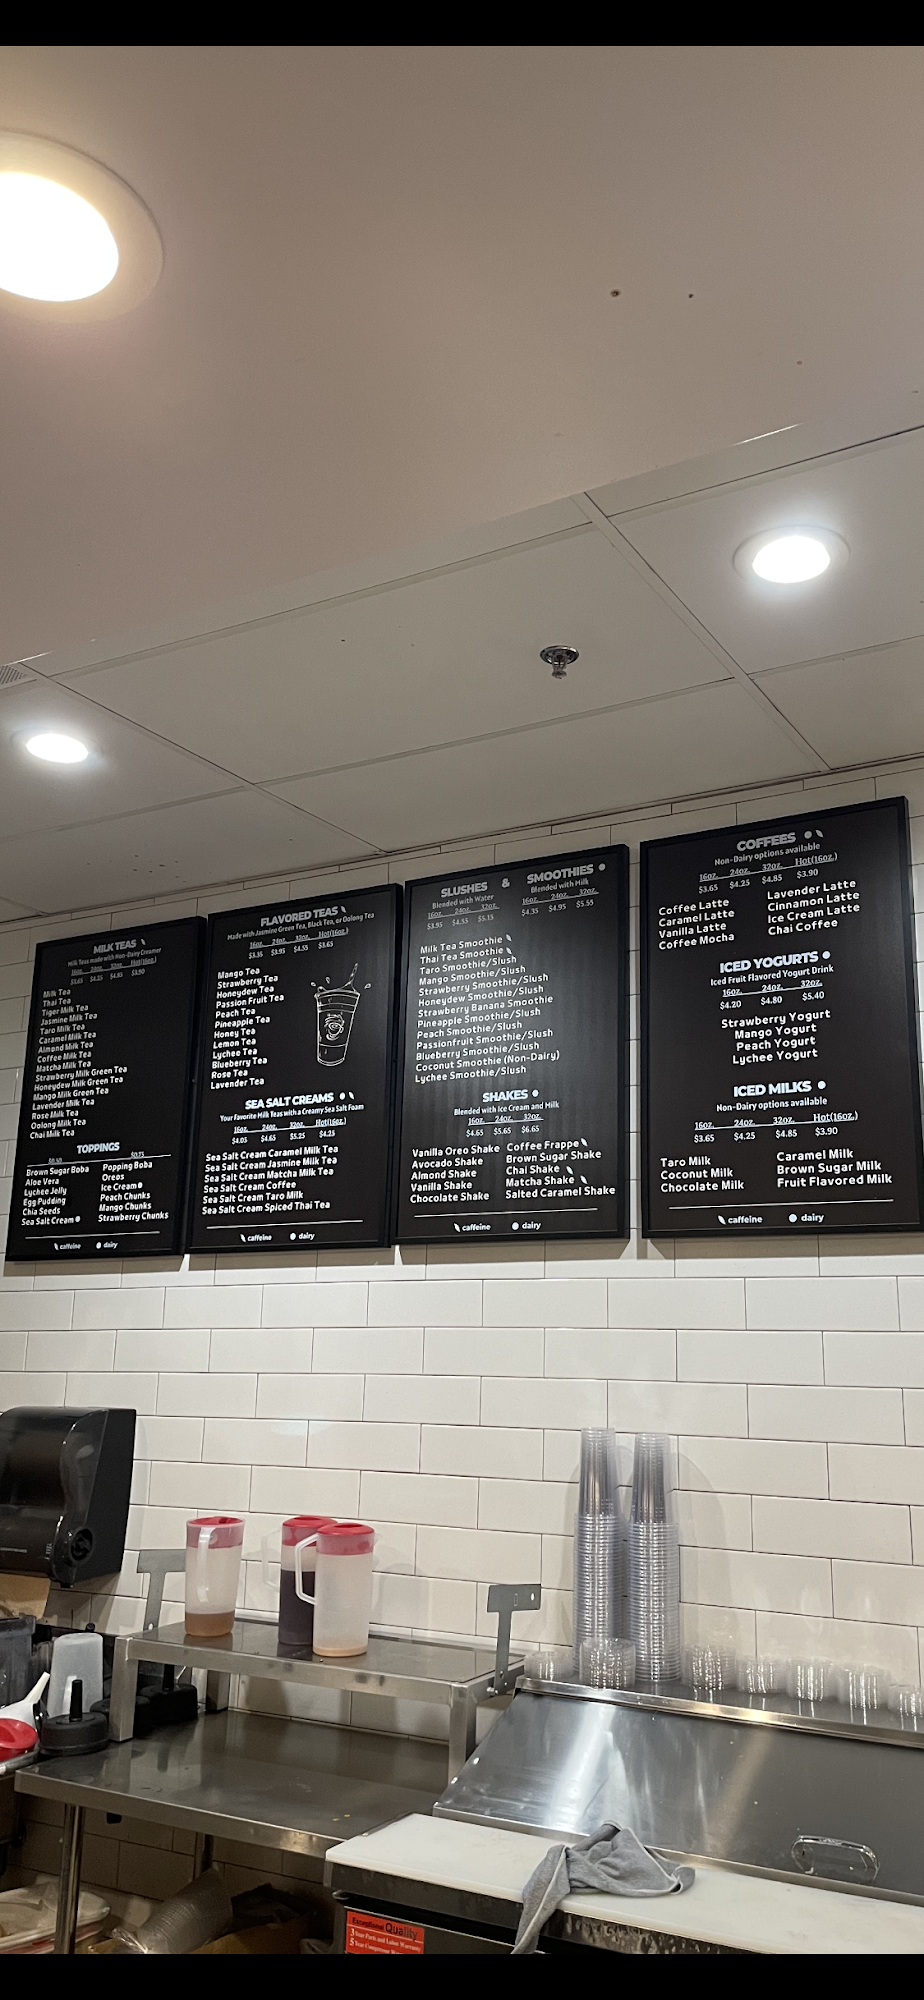 MILK TEAS
Milk Teas made with Non-Dairy Creamer
16oz. 24oz. 32oz. Hot(16oz.)
$3.65 $4.25 $4.85 $3.90
Milk Tea
Thai Tea
Tiger Milk Tea
Jasmine Milk Tea
Taro Milk Tea
Caramel Milk Tea
Almond Milk Tea
Coffee Milk Tea
Matcha Milk Tea
Strawberry Milk Green Tea
Honeydew Milk Green Tea
Mango Milk Green Tea
Lavender Milk Tea
Rose Milk Tea
Oolong Milk Tea
Chai Milk Tea
TOPPINGS
$0.50 $0.75
Brown Sugar Boba Popping Boba
Aloe Vera Oreos
Lychee Jelly Ice Cream
Egg Pudding Peach Chunks
Chia Seeds Mango Chunks
Sea Salt Cream Strawberry Chunks
caffeine dairy
FLAVORED TEAS
Made with Jasmine Green Tea, Black Tea, or Oolong Tea
16oz. 24oz. 32oz. Hot(16oz.)
$3.35 $3.95 $4.55 $3.65
Mango Tea
Strawberry Tea
Honeydew Tea
Passion Fruit Tea
Peach Tea
Pineapple Tea
Honey Tea
Lemon Tea
Lychee Tea
Blueberry Tea
Rose Tea
Lavender Tea
SEA SALT CREAMS
Your Favorite Milk Teas with a Creamy Sea Salt Foam
16oz. 24oz. 32oz. Hot(16oz.)
$4.05 $4.65 $5.25 $4.25
Sea Salt Cream Caramel Milk Tea
Sea Salt Cream Jasmine Milk Tea
Sea Salt Cream Matcha Milk Tea
Sea Salt Cream Coffee
Sea Salt Cream Taro Milk
Sea Salt Cream Spiced Thai Tea
caffeine dairy
SLUSHES & SMOOTHIES
Blended with Water Blended with Milk
16oz. 24oz. 32oz. 16oz. 24oz. 32oz.
$3.95 $4.55 $5.15 $4.35 $4.95 $5.55
Milk Tea Smoothie
Thai Tea Smoothie
Taro Smoothie/Slush
Mango Smoothie/Slush
Strawberry Smoothie/Slush
Honeydew Smoothie/Slush
Strawberry Banana Smoothie
Pineapple Smoothie/Slush
Peach Smoothie/Slush
Passionfruit Smoothie/Slush
Blueberry Smoothie/Slush
Coconut Smoothie (Non-Dairy)
Lychee Smoothie/Slush
SHAKES
Blended with Ice Cream and Milk
16oz. 24oz. 32oz.
$4.65 $5.65 $6.65
Vanilla Oreo Shake Coffee Frappe
Avocado Shake Brown Sugar Shake
Almond Shake Chai Shake
Vanilla Shake Matcha Shake
Chocolate Shake Salted Caramel Shake
caffeine dairy
COFFEES
Non-Dairy options available
16oz. 24oz. 32oz. Hot(16oz.)
$3.65 $4.25 $4.85 $3.90
Coffee Latte Lavender Latte
Caramel Latte Cinnamon Latte
Vanilla Latte Ice Cream Latte
Coffee Mocha Chai Coffee
ICED YOGURTS
Iced Fruit Flavored Yogurt Drink
16oz. 24oz. 32oz.
$4.20 $4.80 $5.40
Strawberry Yogurt
Mango Yogurt
Peach Yogurt
Lychee Yogurt
ICED MILKS
Non-Dairy options available
16oz. 24oz. 32oz. Hot(16oz.)
$3.65 $4.25 $4.85 $3.90
Taro Milk Caramel Milk
Coconut Milk Brown Sugar Milk
Chocolate Milk Fruit Flavored Milk
caffeine dairy
Exceptional Quality
3 Year Parts and Labor Warranty
5 Year Compressor